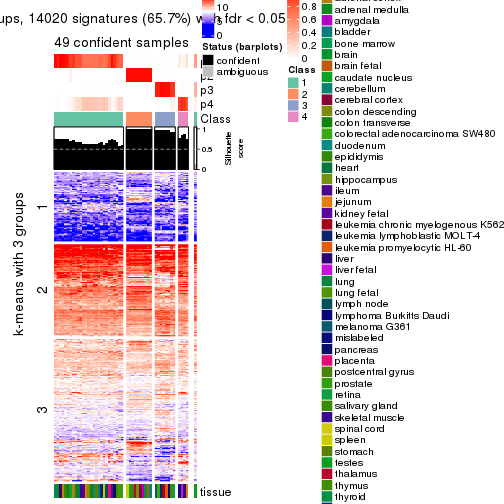 ups, 14020 signatures (65.7%) with fdr < 0.05
49 confident samples
p3
p4
Class
1
0.5
0
Silhouette
score
k-means with 3 groups
1
2
3
tissue
10
5
0
Status (barplots)
confident
ambiguous
0.8
0.6
0.4
0.2
0
Class
1
2
3
4
adrenal medulla
amygdala
bladder
bone marrow
brain
brain fetal
caudate nucleus
cerebellum
cerebral cortex
colon descending
colon transverse
colorectal adenocarcinoma SW480
duodenum
epididymis
heart
hippocampus
ileum
jejunum
kidney fetal
leukemia chronic myelogenous K562
leukemia lymphoblastic MOLT-4
leukemia promyelocytic HL-60
liver
liver fetal
lung
lung fetal
lymph node
lymphoma Burkitts Daudi
melanoma G361
mislabeled
pancreas
placenta
postcentral gyrus
prostate
retina
salivary gland
skeletal muscle
spinal cord
spleen
stomach
testes
thalamus
thymus
thyroid